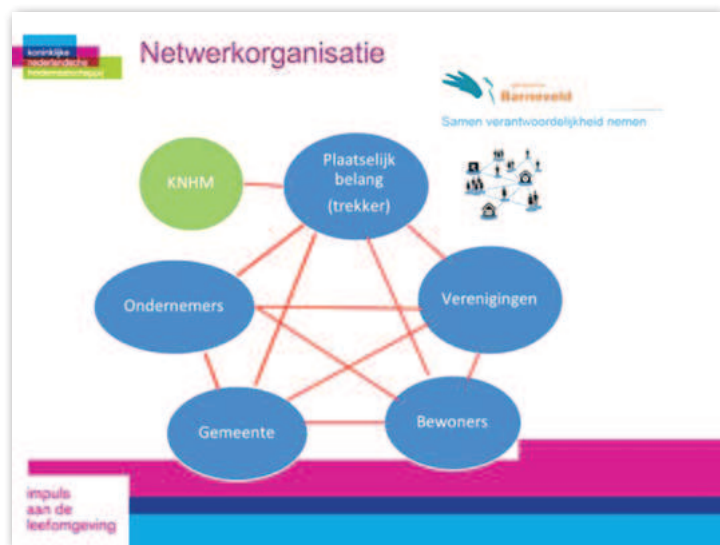 koninklijke
nederlandsche
heidemaatschappij
Netwerkorganisatie
gemeente
Barneveld
Samen verantwoordelijkheid nemen
KNHM
Plaatselijk
belang
(trekker)
Ondernemers
Verenigingen
Gemeente
Bewoners
impuls
aan de
leefomgeving